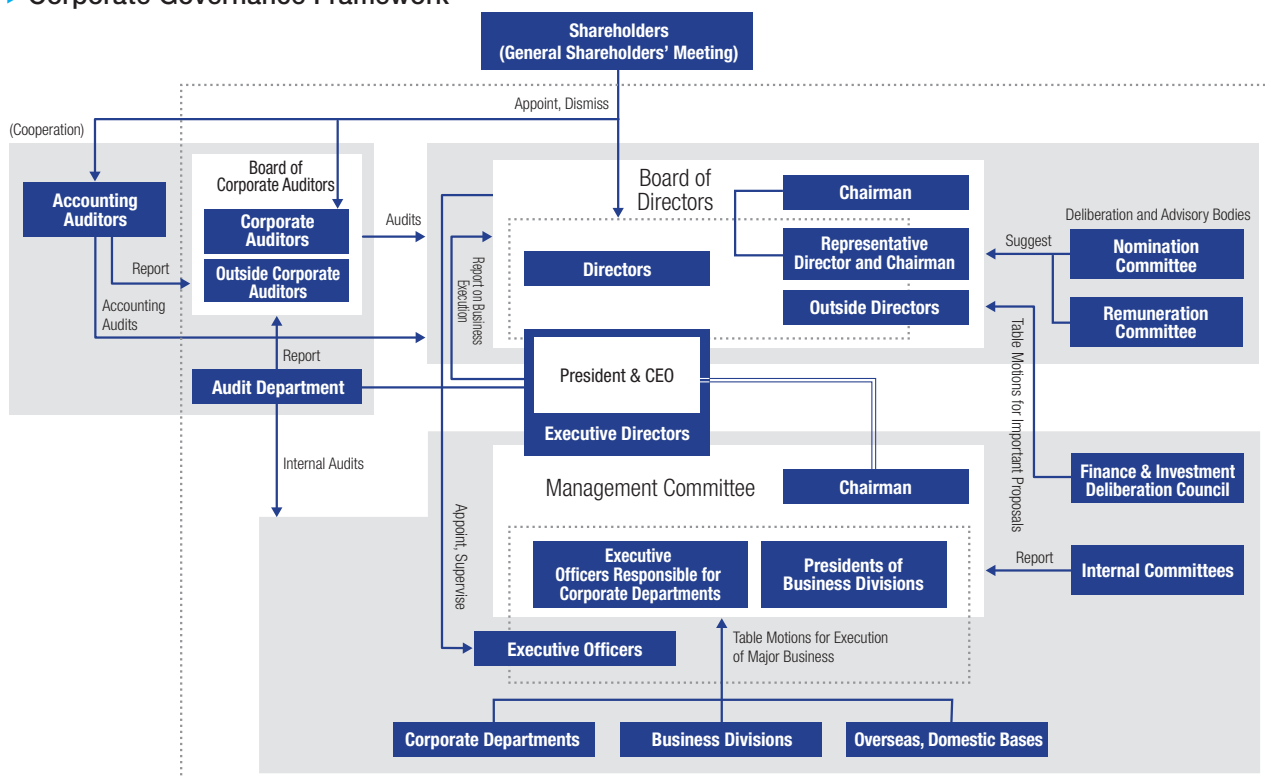 Corporate Governance Framework
Shareholders
(General Shareholders’ Meeting)
Appoint, Dismiss
(Cooperation)
Accounting
Auditors
Board of
Corporate Auditors
Corporate
Auditors
Outside Corporate
Auditors
Report
Accounting
Audits
Audits
Report
Audit Department
Internal Audits
Board of
Directors
Chairman
Representative
Director and Chairman
Directors
Outside Directors
Report on Business
Execution
President & CEO
Executive Directors
Deliberation and Advisory Bodies
Suggest
Nomination
Committee
Remuneration
Committee
Table Motions for Important Proposals
Finance & Investment
Deliberation Council
Management Committee
Chairman
Appoint, Supervise
Executive
Officers Responsible for
Corporate Departments
Presidents of
Business Divisions
Report
Internal Committees
Executive Officers
Table Motions for Execution
of Major Business
Corporate Departments
Business Divisions
Overseas, Domestic Bases